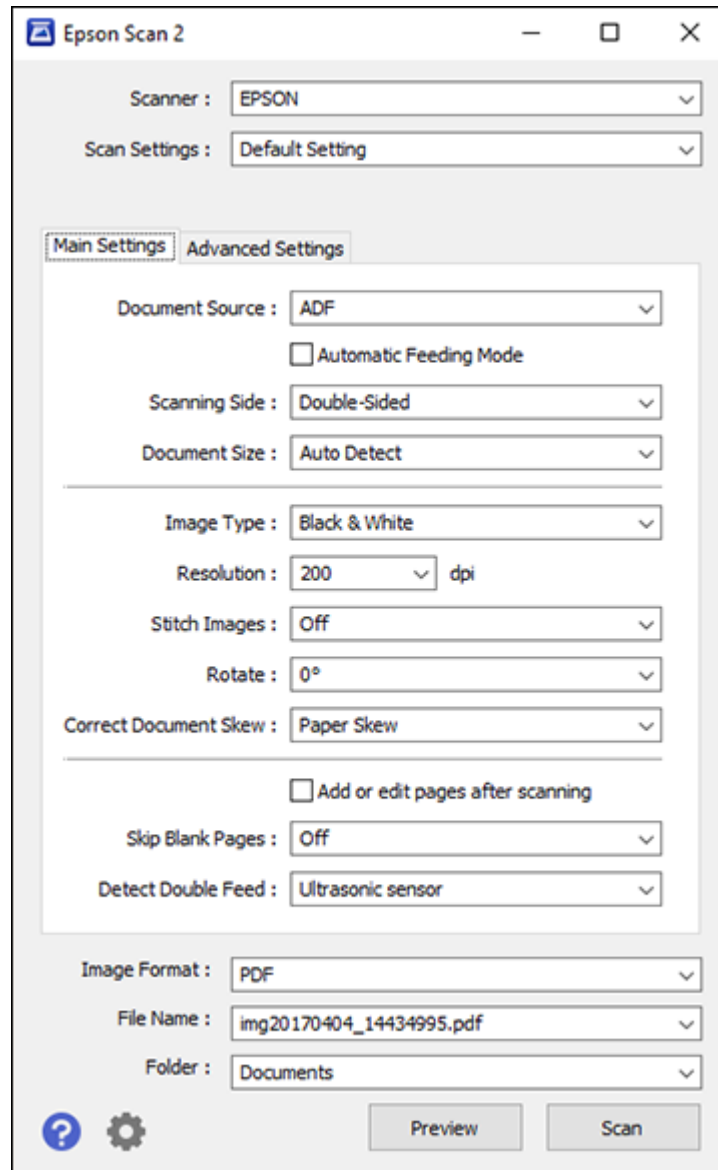 Epson Scan 2
Scanner : EPSON
Scan Settings : Default Setting
Main Settings Advanced Settings
Document Source : ADF
Automatic Feeding Mode
Scanning Side : Double-Sided
Document Size : Auto Detect
Image Type : Black & White
Resolution : 200 dpi
Stitch Images : Off
Rotate : 0°
Correct Document Skew : Paper Skew
Add or edit pages after scanning
Skip Blank Pages : Off
Detect Double Feed : Ultrasonic sensor
Image Format : PDF
File Name : img20170404_14434995.pdf
Folder : Documents
? Preview Scan